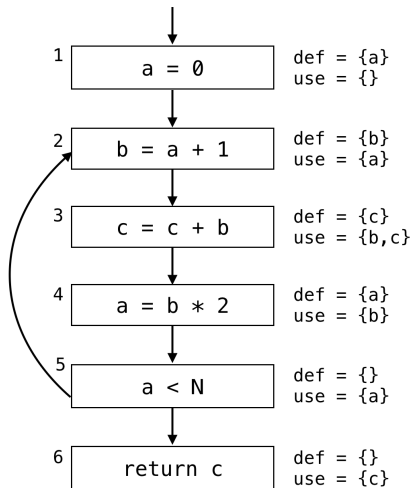 1
a = 0
def = {a}
use = {}
2
b = a + 1
def = {b}
use = {a}
3
c = c + b
def = {c}
use = {b,c}
4
a = b * 2
def = {a}
use = {b}
5
a < N
def = {}
use = {a}
6
return c
def = {}
use = {c}